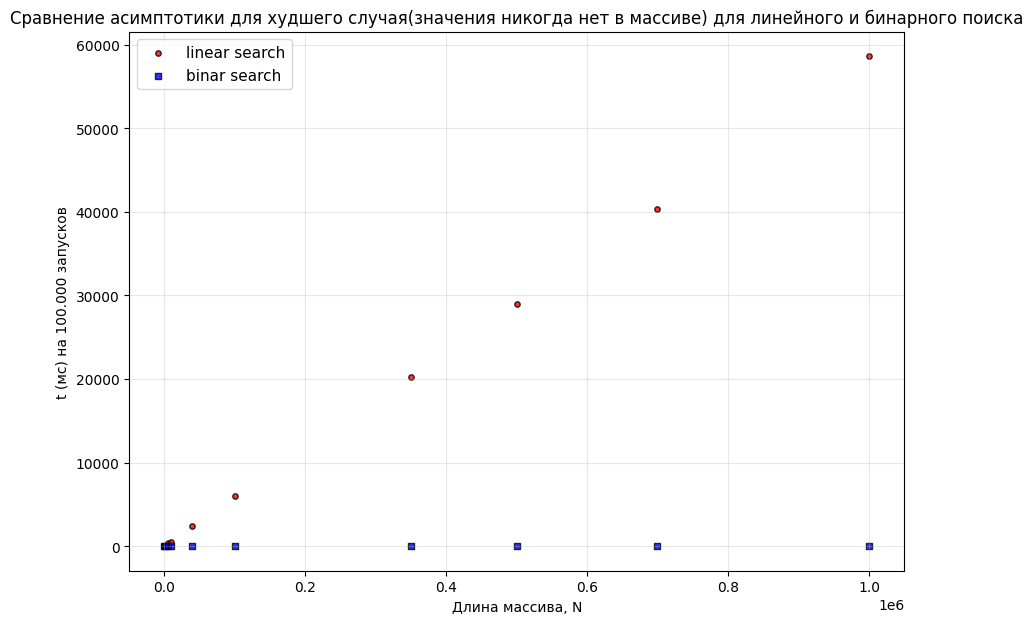 Сравнение асимптотики для худшего случая(значения никогда нет в массиве) для линейного и бинарного поиска
linear search
binar search
60000
50000
40000
30000
20000
10000
0
t (мс) на 100.000 запусков
0.0
0.2
0.4
0.6
0.8
1.0
1e6
Длина массива, N